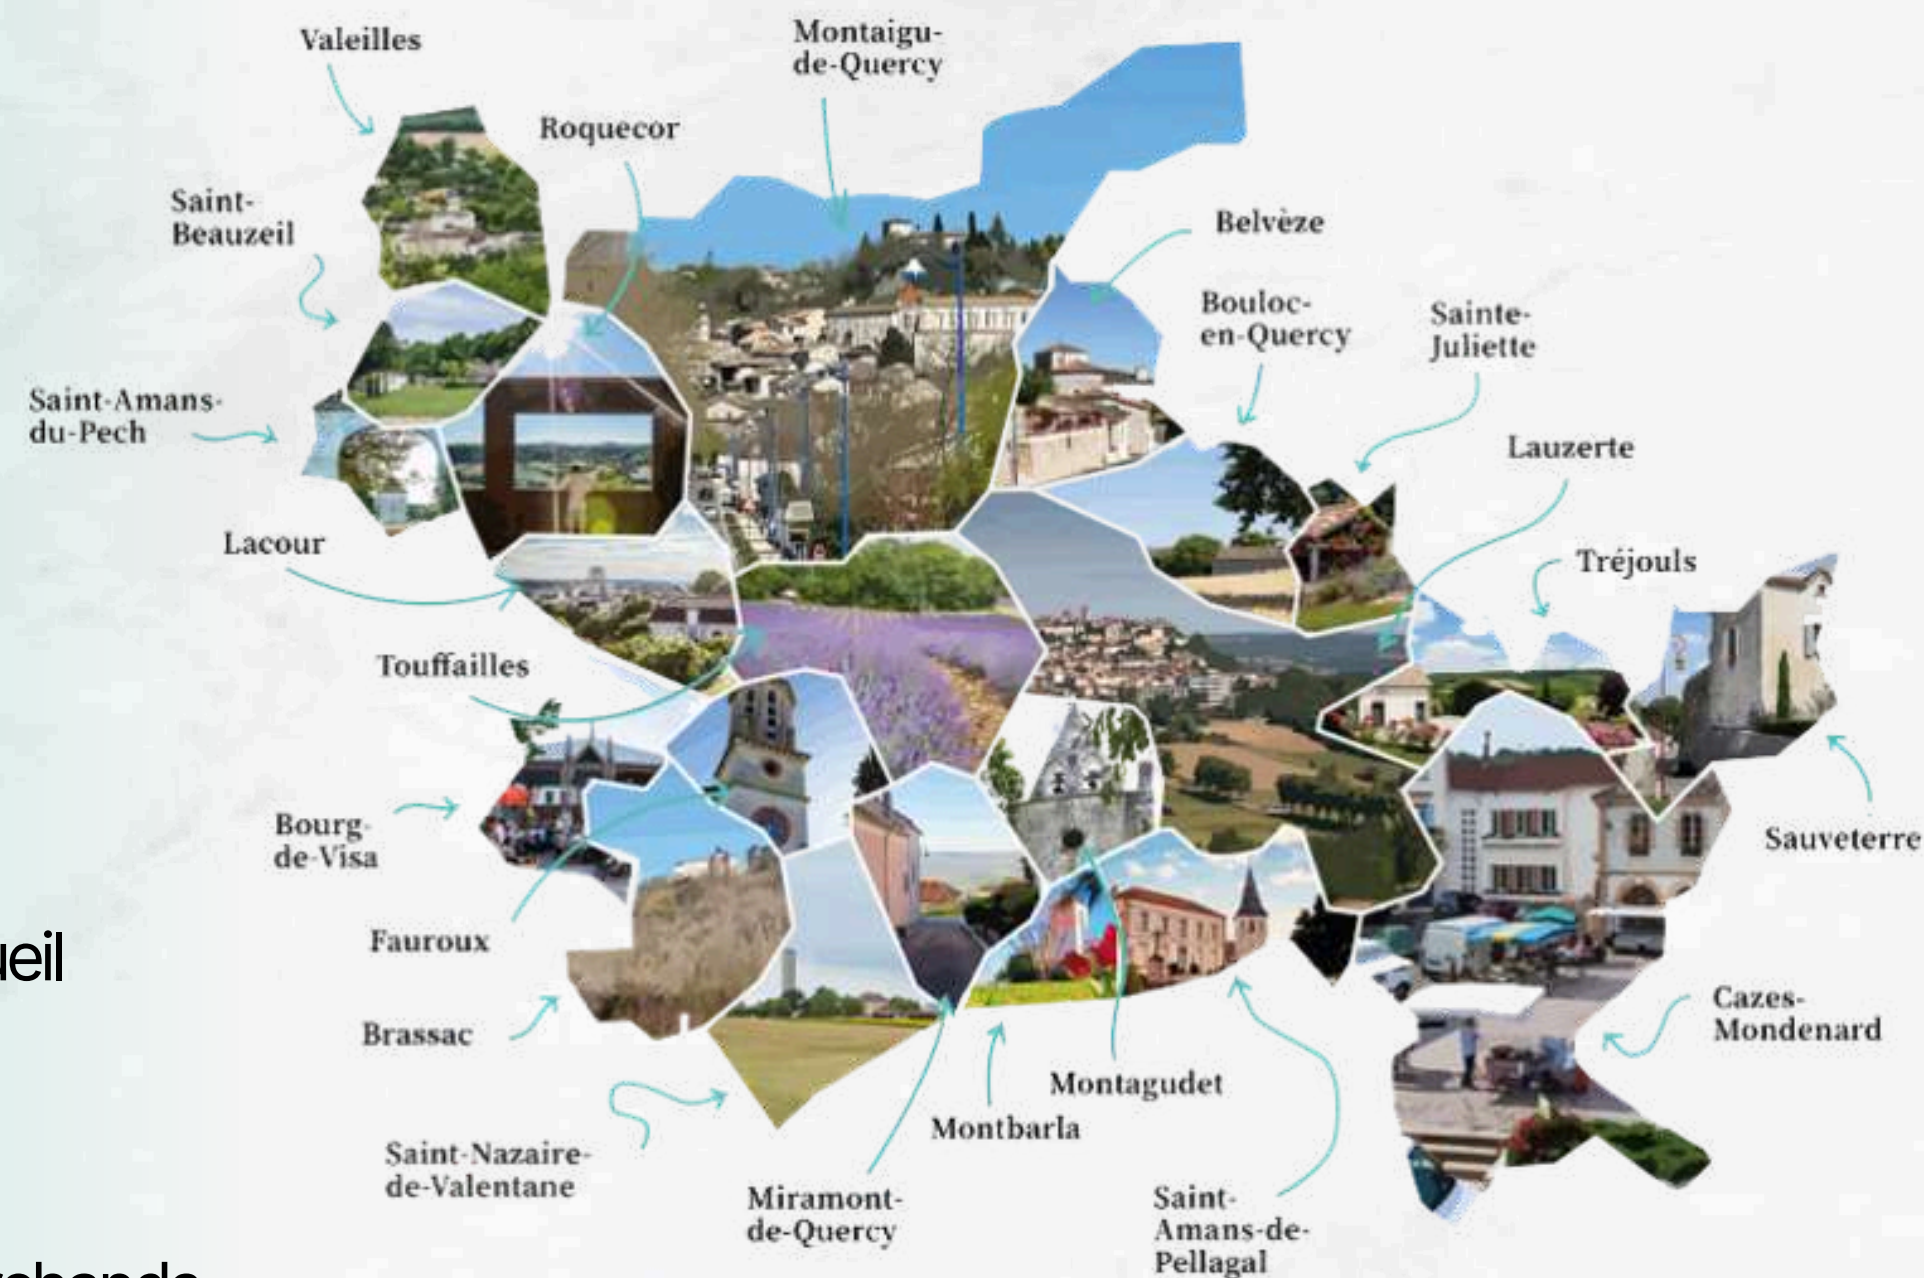 Valeilles
Montaigu-
de-Quercy
Roquecor
Saint-
Beauzeil
Belvèze
Bouloc-
en-Quercy
Sainte-
Juliette
Saint-Amans-
du-Pech
Lauzerte
Lacour
Tréjouls
Touffailles
Bourg-
de-Visa
Sauveterre
Fauroux
ueil
Brassac
Cazes-
Mondenard
Montagudet
Montbarla
Saint-Nazaire-
de-Valentane
Miramont-
de-Quercy
Saint-
Amans-de-
Pellagal